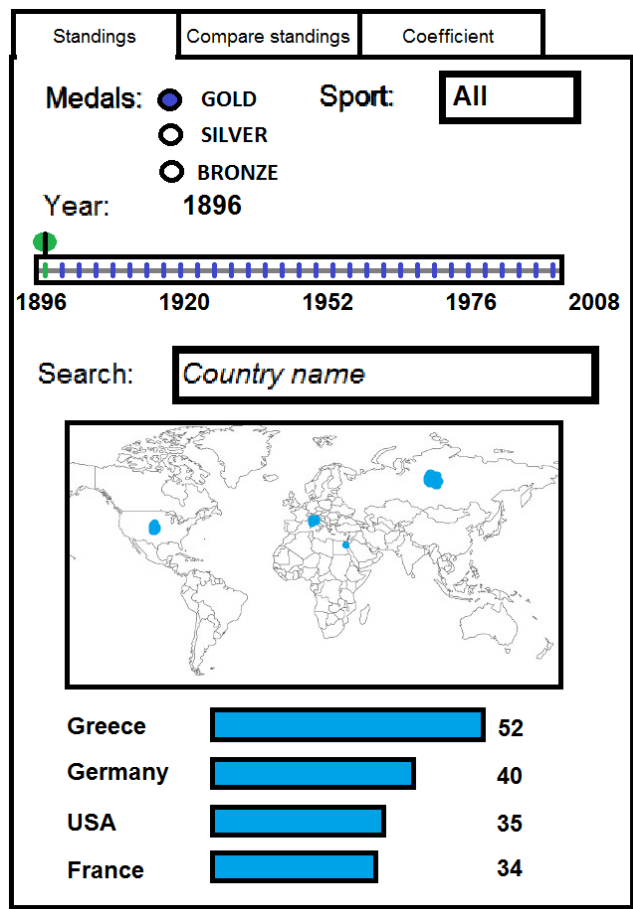 Standings Compare standings Coefficient
Medals: GOLD Sport: All
SILVER
BRONZE
Year: 1896
1896 1920 1952 1976 2008
Search: Country name
Greece 52
Germany 40
USA 35
France 34